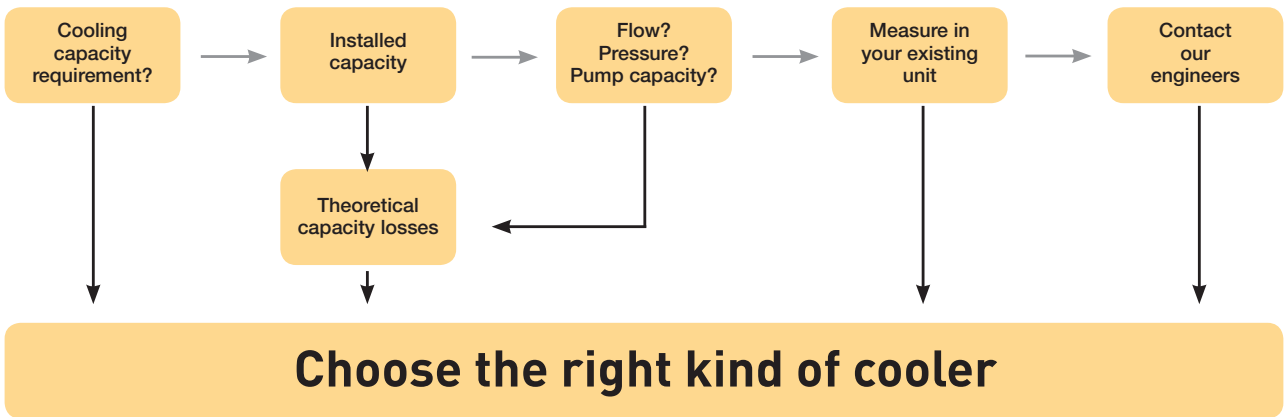 Cooling
capacity
requirement?
Installed
capacity
Flow?
Pressure?
Pump capacity?
Measure in
your existing
unit
Contact
our
engineers
Theoretical
capacity losses
Choose the right kind of cooler